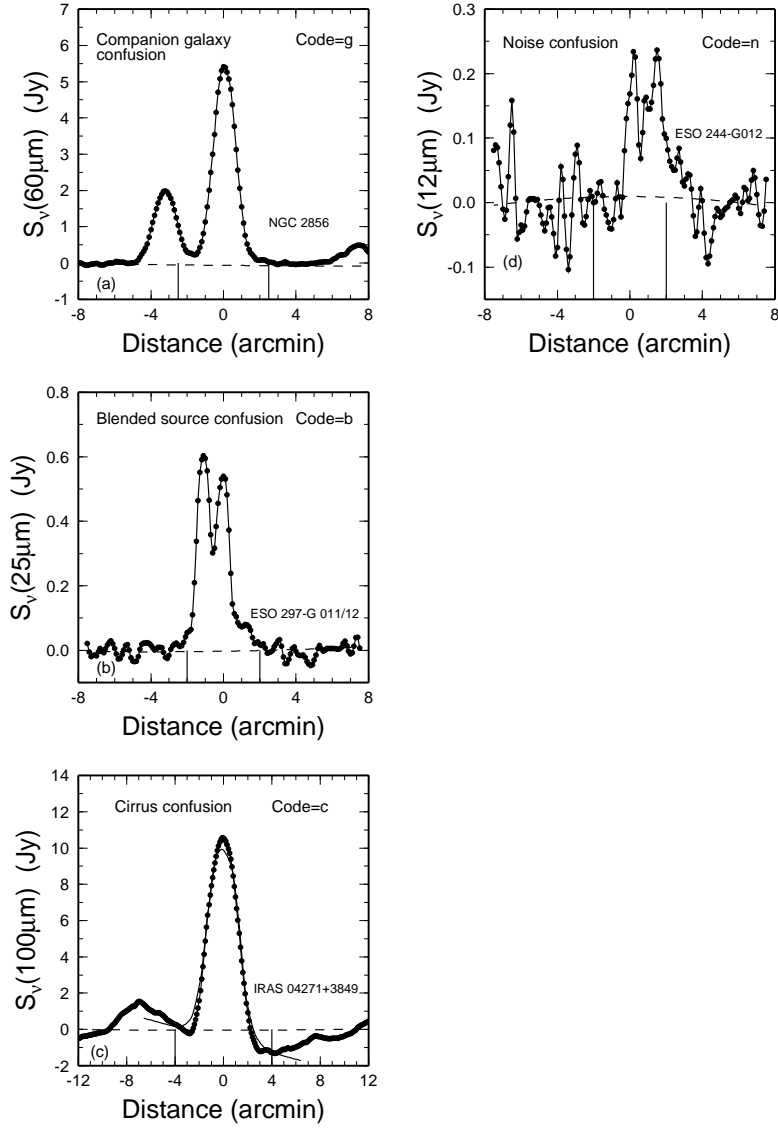 Companion galaxy confusion Code=g
NGC 2856
(a)
7
6
5
4
3
2
1
0
-1
-8 -4 0 4 8
Sν(60μm) (Jy)
Distance (arcmin)
Noise confusion Code=n
ESO 244-G012
(d)
0.3
0.2
0.1
0.0
-0.1
-8 -4 0 4 8
Sν(12μm) (Jy)
Distance (arcmin)
Blended source confusion Code=b
ESO 297-G 011/12
(b)
0.8
0.6
0.4
0.2
0.0
-8 -4 0 4 8
Sν(25μm) (Jy)
Distance (arcmin)
Cirrus confusion Code=c
IRAS 04271+3849
(c)
14
12
10
8
6
4
2
0
-2
-12 -8 -4 0 4 8 12
Sν(100μm) (Jy)
Distance (arcmin)